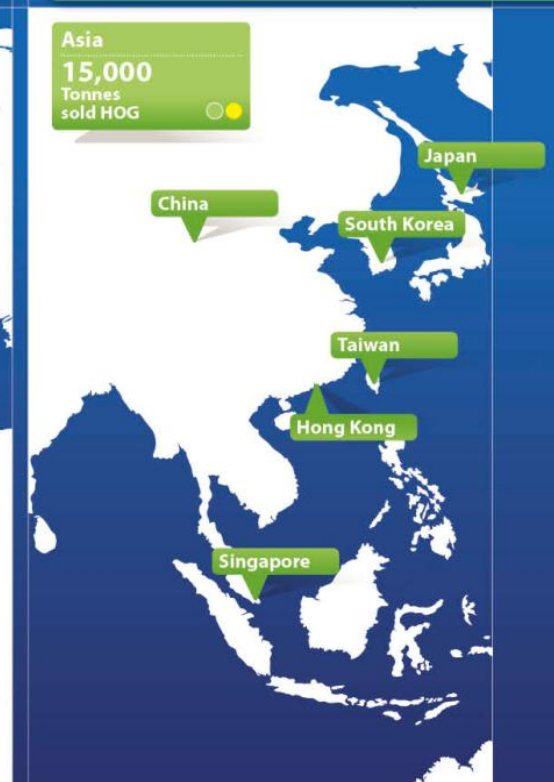 Asia
15,000
Tonnes
sold HOG
Japan
China
South Korea
Taiwan
Hong Kong
Singapore